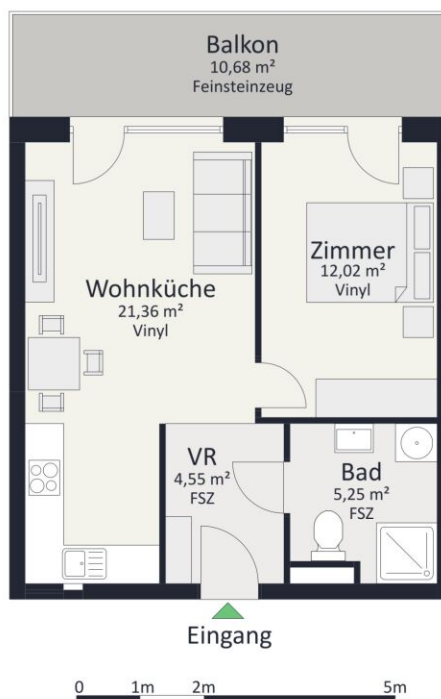 Balkon
10,68 m²
Feinsteinzeug
Zimmer
12,02 m²
Vinyl
Wohnküche
21,36 m²
Vinyl
VR
4,55 m²
FSZ
Bad
5,25 m²
FSZ
Eingang
0 1m 2m 5m